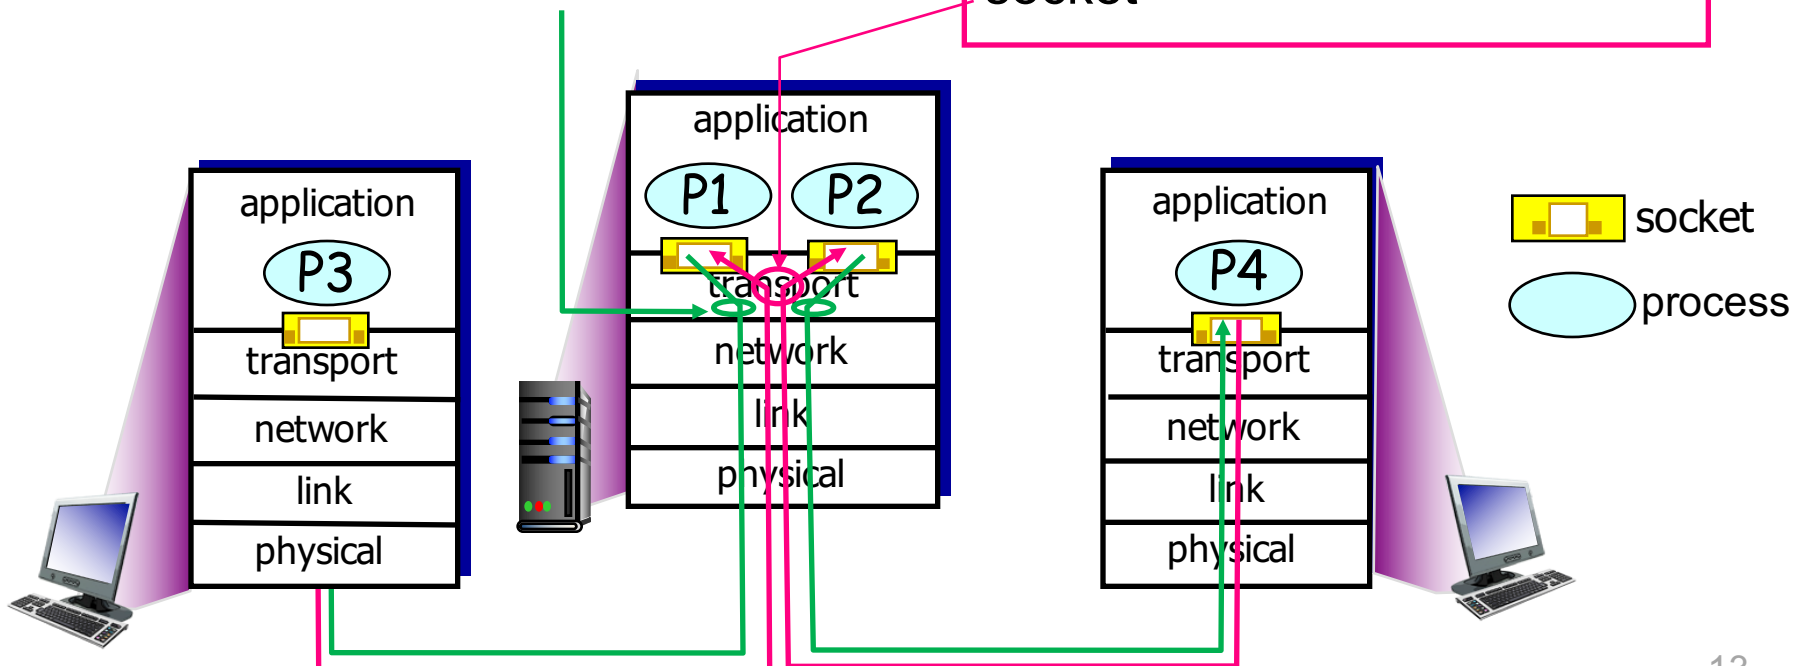 socket
application
P1 P2
transport
network
link
physical
application
P3
transport
network
link
physical
application
P4
transport
network
link
physical
socket
process